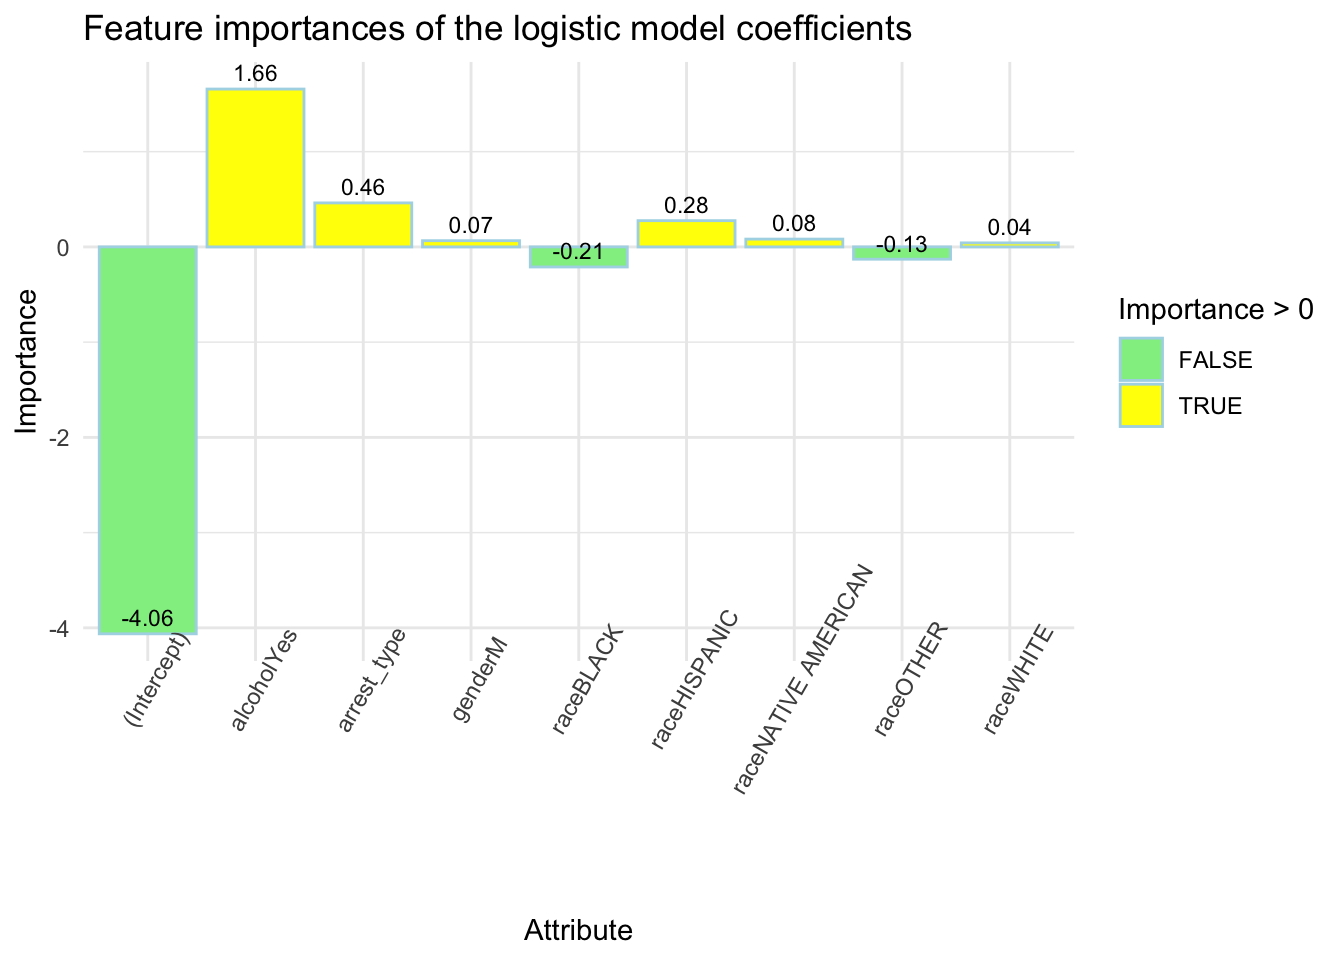 Feature importances of the logistic model coefficients
1.66
0.46
0.07
-0.21
0.28
0.08
-0.13
0.04
-4.06
0
-2
-4
Importance
(Intercept)
alcoholYes
arrest_type
genderM
raceBLACK
raceHISPANIC
raceNATIVE AMERICAN
raceOTHER
raceWHITE
Attribute
Importance > 0
FALSE
TRUE